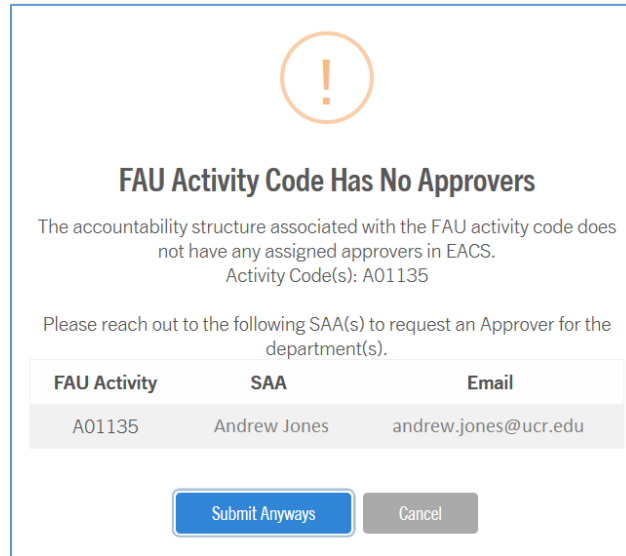 !
FAU Activity Code Has No Approvers
The accountability structure associated with the FAU activity code does
not have any assigned approvers in EACS.
Activity Code(s): A01135
Please reach out to the following SAA(s) to request an Approver for the
department(s).
FAU Activity SAA Email
A01135 Andrew Jones andrew.jones@ucr.edu
Submit Anyways Cancel